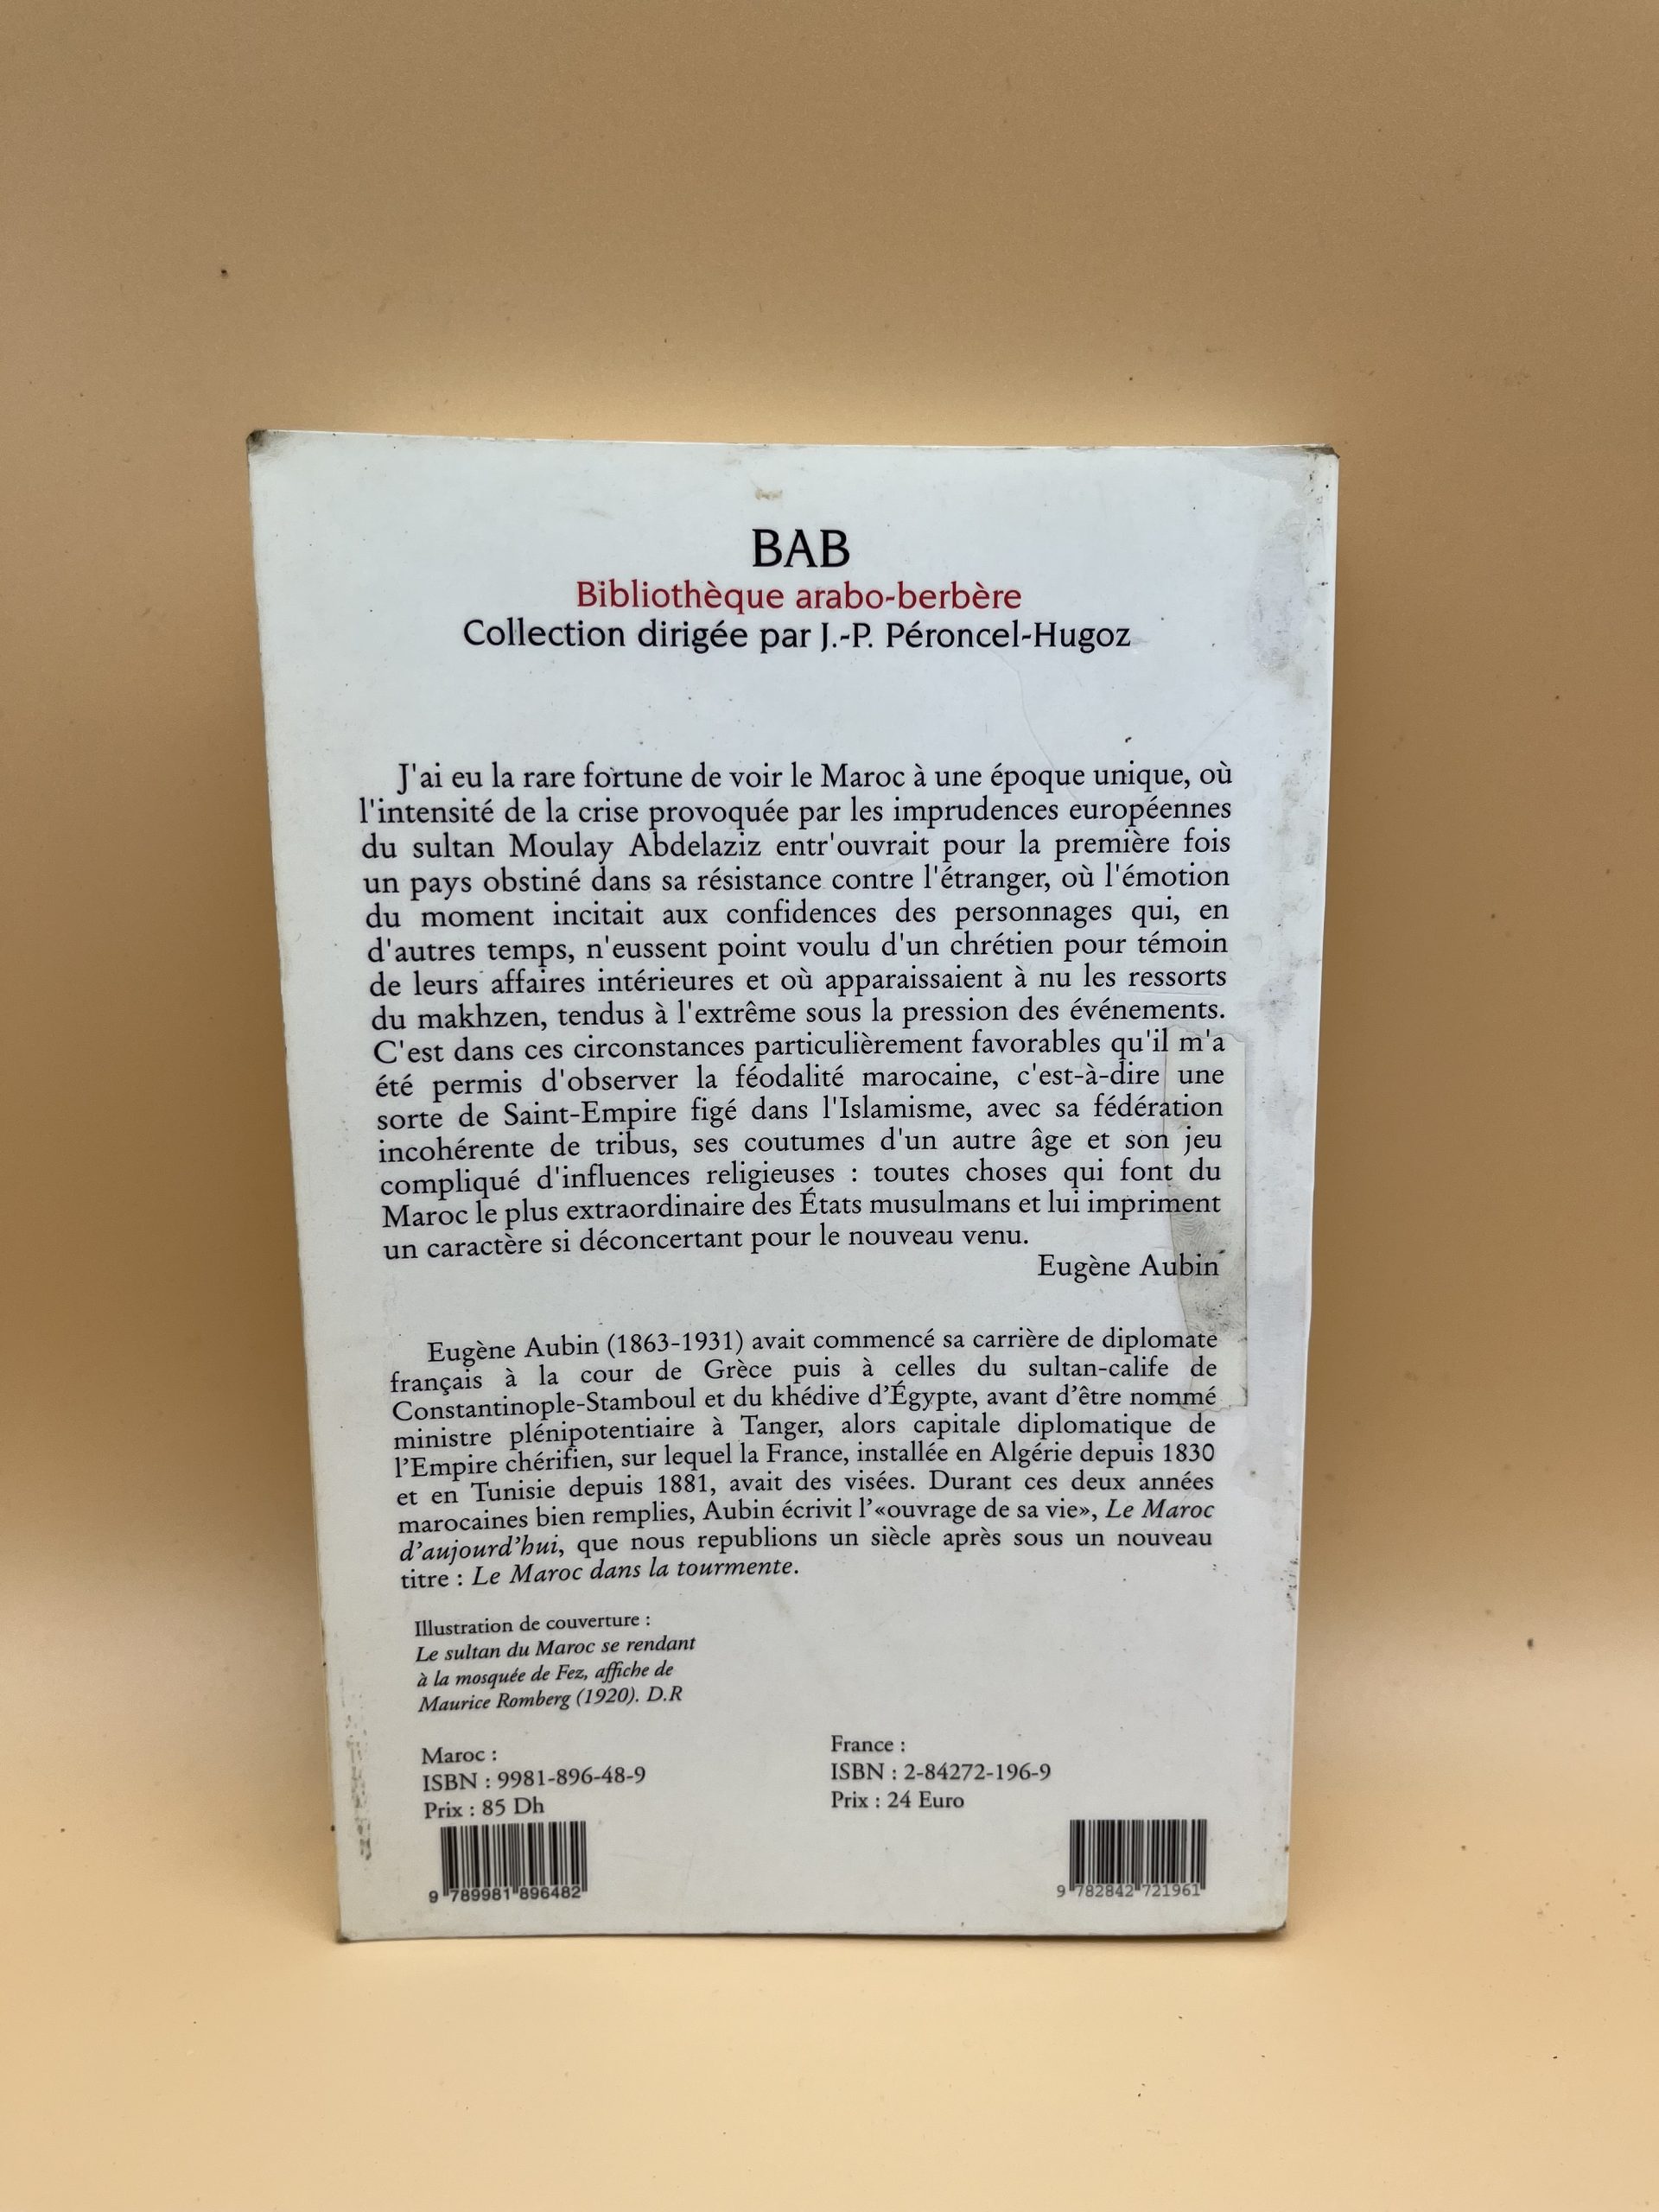 BAB
Bibliothèque arabo-berbère
Collection dirigée par J.-P. Péroncel-Hugoz
J'ai eu la rare fortune de voir le Maroc à une époque unique, où
l'intensité de la crise provoquée par les imprudences européennes
du sultan Moulay Abdelaziz entr'ouvrait pour la première fois
un pays obstiné dans sa résistance contre l'étranger, où l'émotion
du moment incitait aux confidences des personnages qui, en
d'autres temps, n'eussent point voulu d'un chrétien pour témoin
de leurs affaires intérieures et où apparaissaient à nu les ressorts
du makhzen, tendus à l'extrême sous la pression des événements.
C'est dans ces circonstances particulièrement favorables qu'il m'a
été permis d'observer la féodalité marocaine, c'est-à-dire une
sorte de Saint-Empire figé dans l'Islamisme, avec sa fédération
incohérente de tribus, ses coutumes d'un autre âge et son jeu
compliqué d'influences religieuses : toutes choses qui font du
Maroc le plus extraordinaire des États musulmans et lui impriment
un caractère si déconcertant pour le nouveau venu.
Eugène Aubin
Eugène Aubin (1863-1931) avait commencé sa carrière de diplomate
français à la cour de Grèce puis à celles du sultan-calife de
Constantinople-Stamboul et du khédive d’Égypte, avant d’être nommé
ministre plénipotentiaire à Tanger, alors capitale diplomatique de
l’Empire chérifien, sur lequel la France, installée en Algérie depuis 1830
et en Tunisie depuis 1881, avait des visées. Durant ces deux années
marocaines bien remplies, Aubin écrivit l’«ouvrage de sa vie», Le Maroc
d’aujourd’hui, que nous republions un siècle après sous un nouveau
titre : Le Maroc dans la tourmente.
Illustration de couverture :
Le sultan du Maroc se rendant
à la mosquée de Fez, affiche de
Maurice Romberg (1920). D.R
Maroc :
ISBN : 9981-896-48-9
Prix : 85 Dh
9 789981 896482
France :
ISBN : 2-84272-196-9
Prix : 24 Euro
9 782842 721961